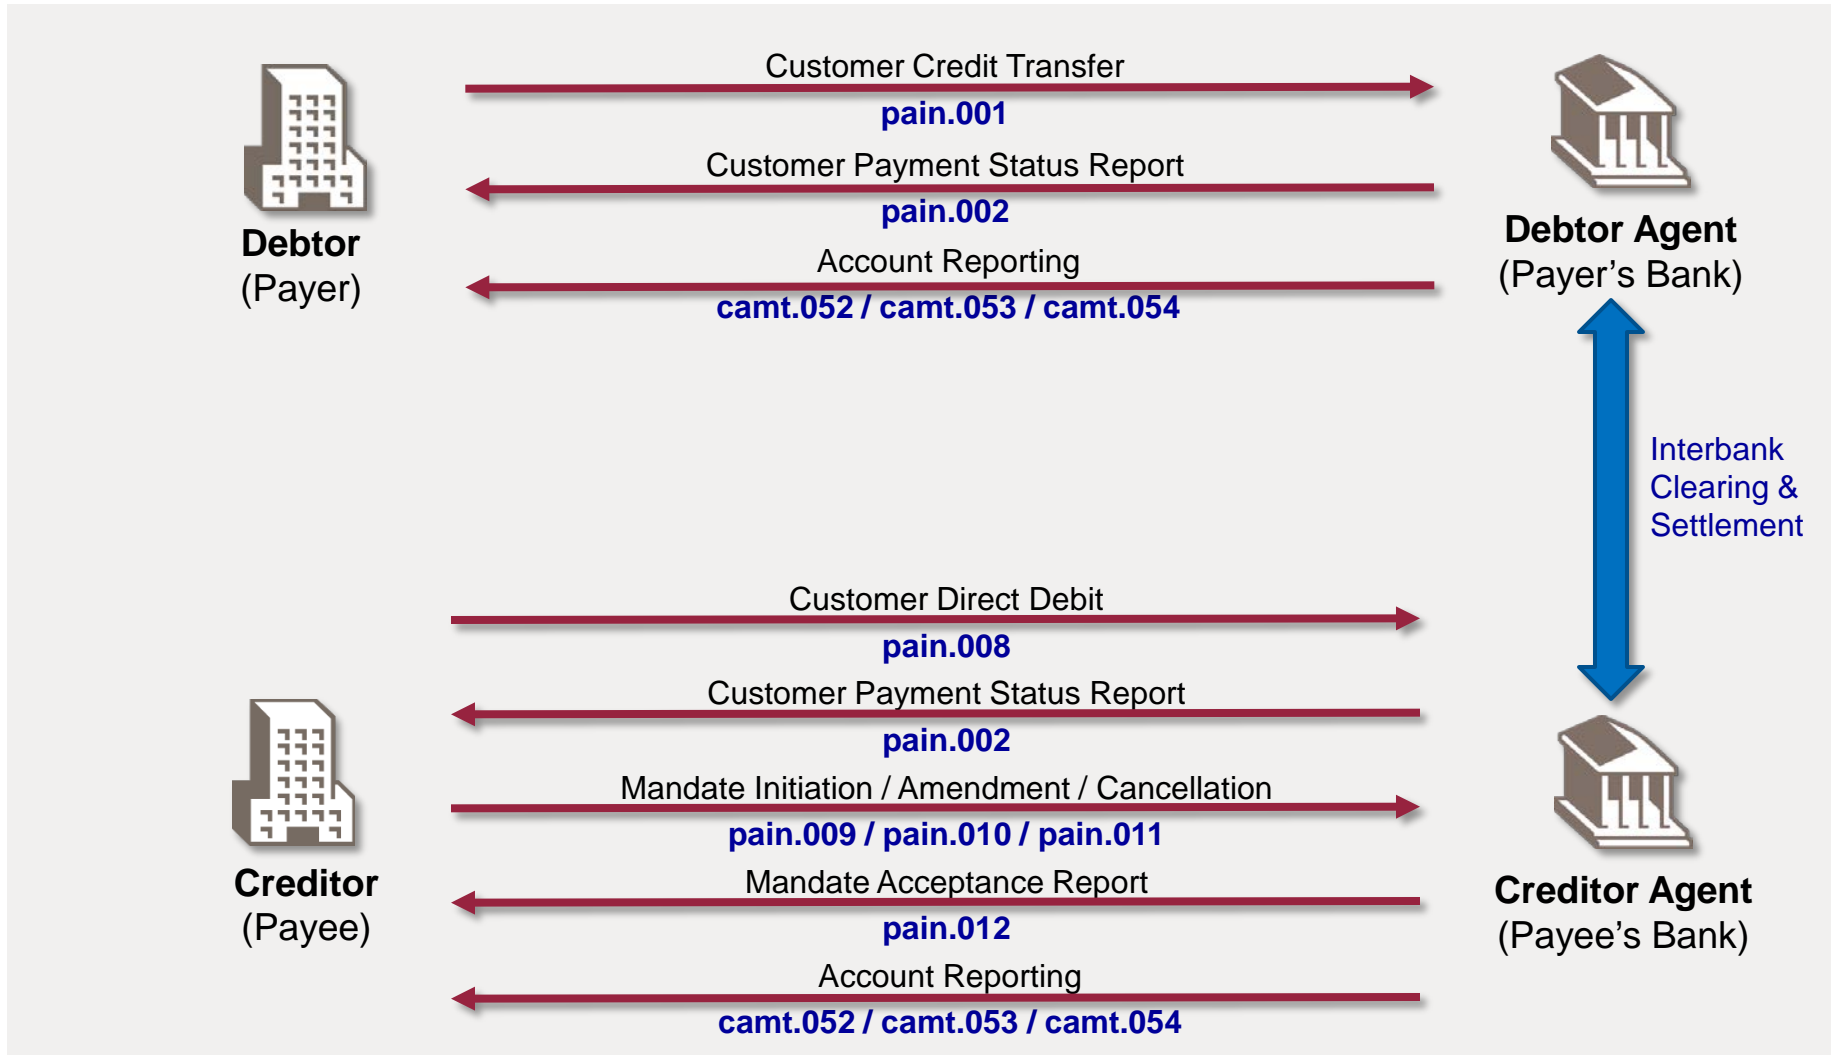 Customer Credit Transfer
pain.001
Customer Payment Status Report
pain.002
Account Reporting
camt.052 / camt.053 / camt.054
Debtor
(Payer)
Debtor Agent
(Payer’s Bank)
Interbank
Clearing &
Settlement
Customer Direct Debit
pain.008
Customer Payment Status Report
pain.002
Mandate Initiation / Amendment / Cancellation
pain.009 / pain.010 / pain.011
Mandate Acceptance Report
pain.012
Account Reporting
camt.052 / camt.053 / camt.054
Creditor
(Payee)
Creditor Agent
(Payee’s Bank)